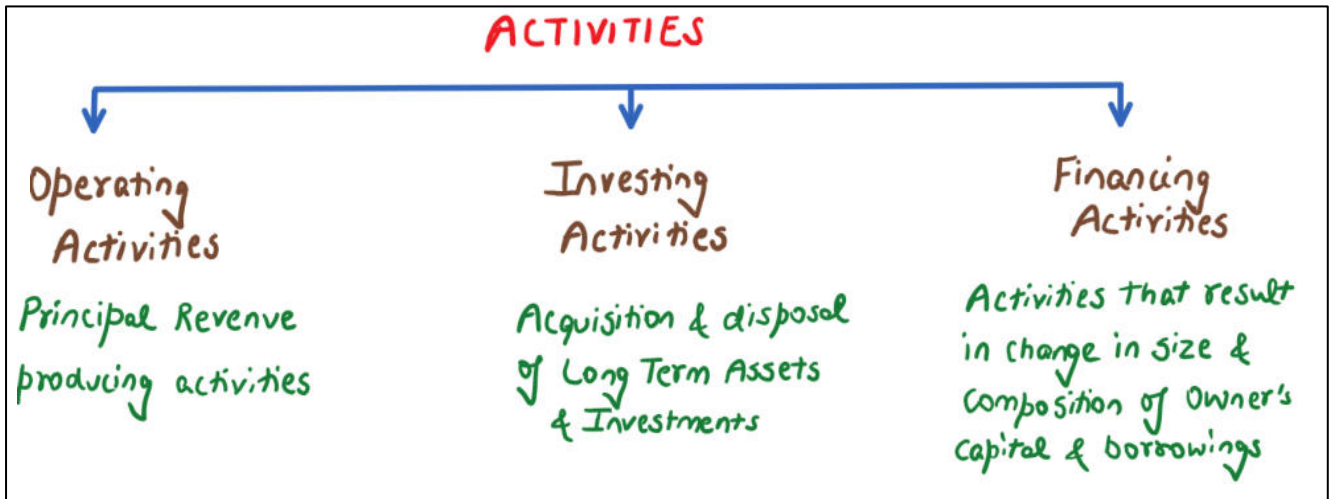 ACTIVITIES
Operating
Activities
Principal Revenue
producing activities
Investing
Activities
Acquisition & disposal
of Long Term Assets
& Investments
Financing
Activities
Activities that result
in change in size &
composition of Owner's
capital & borrowings